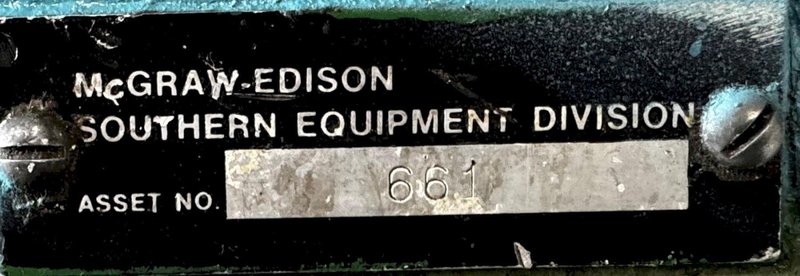 McGRAW-EDISON
SOUTHERN EQUIPMENT DIVISION
ASSET NO. 661